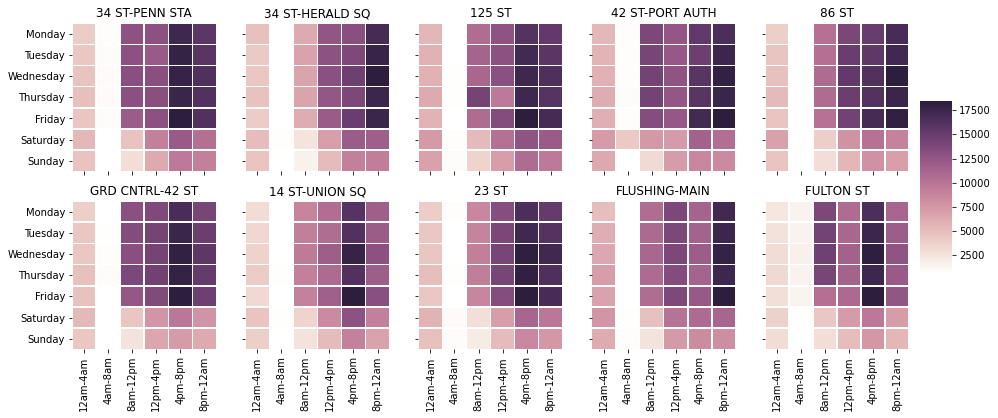 34 ST-PENN STA
34 ST-HERALD SQ
125 ST
42 ST-PORT AUTH
86 ST
Monday
Tuesday
Wednesday
Thursday
Friday
Saturday
Sunday
17500
15000
12500
10000
7500
5000
2500
GRD CNTRL-42 ST
14 ST-UNION SQ
23 ST
FLUSHING-MAIN
FULTON ST
Monday
Tuesday
Wednesday
Thursday
Friday
Saturday
Sunday
12am-4am
4am-8am
8am-12pm
12pm-4pm
4pm-8pm
8pm-12am
12am-4am
4am-8am
8am-12pm
12pm-4pm
4pm-8pm
8pm-12am
12am-4am
4am-8am
8am-12pm
12pm-4pm
4pm-8pm
8pm-12am
12am-4am
4am-8am
8am-12pm
12pm-4pm
4pm-8pm
8pm-12am
12am-4am
4am-8am
8am-12pm
12pm-4pm
4pm-8pm
8pm-12am